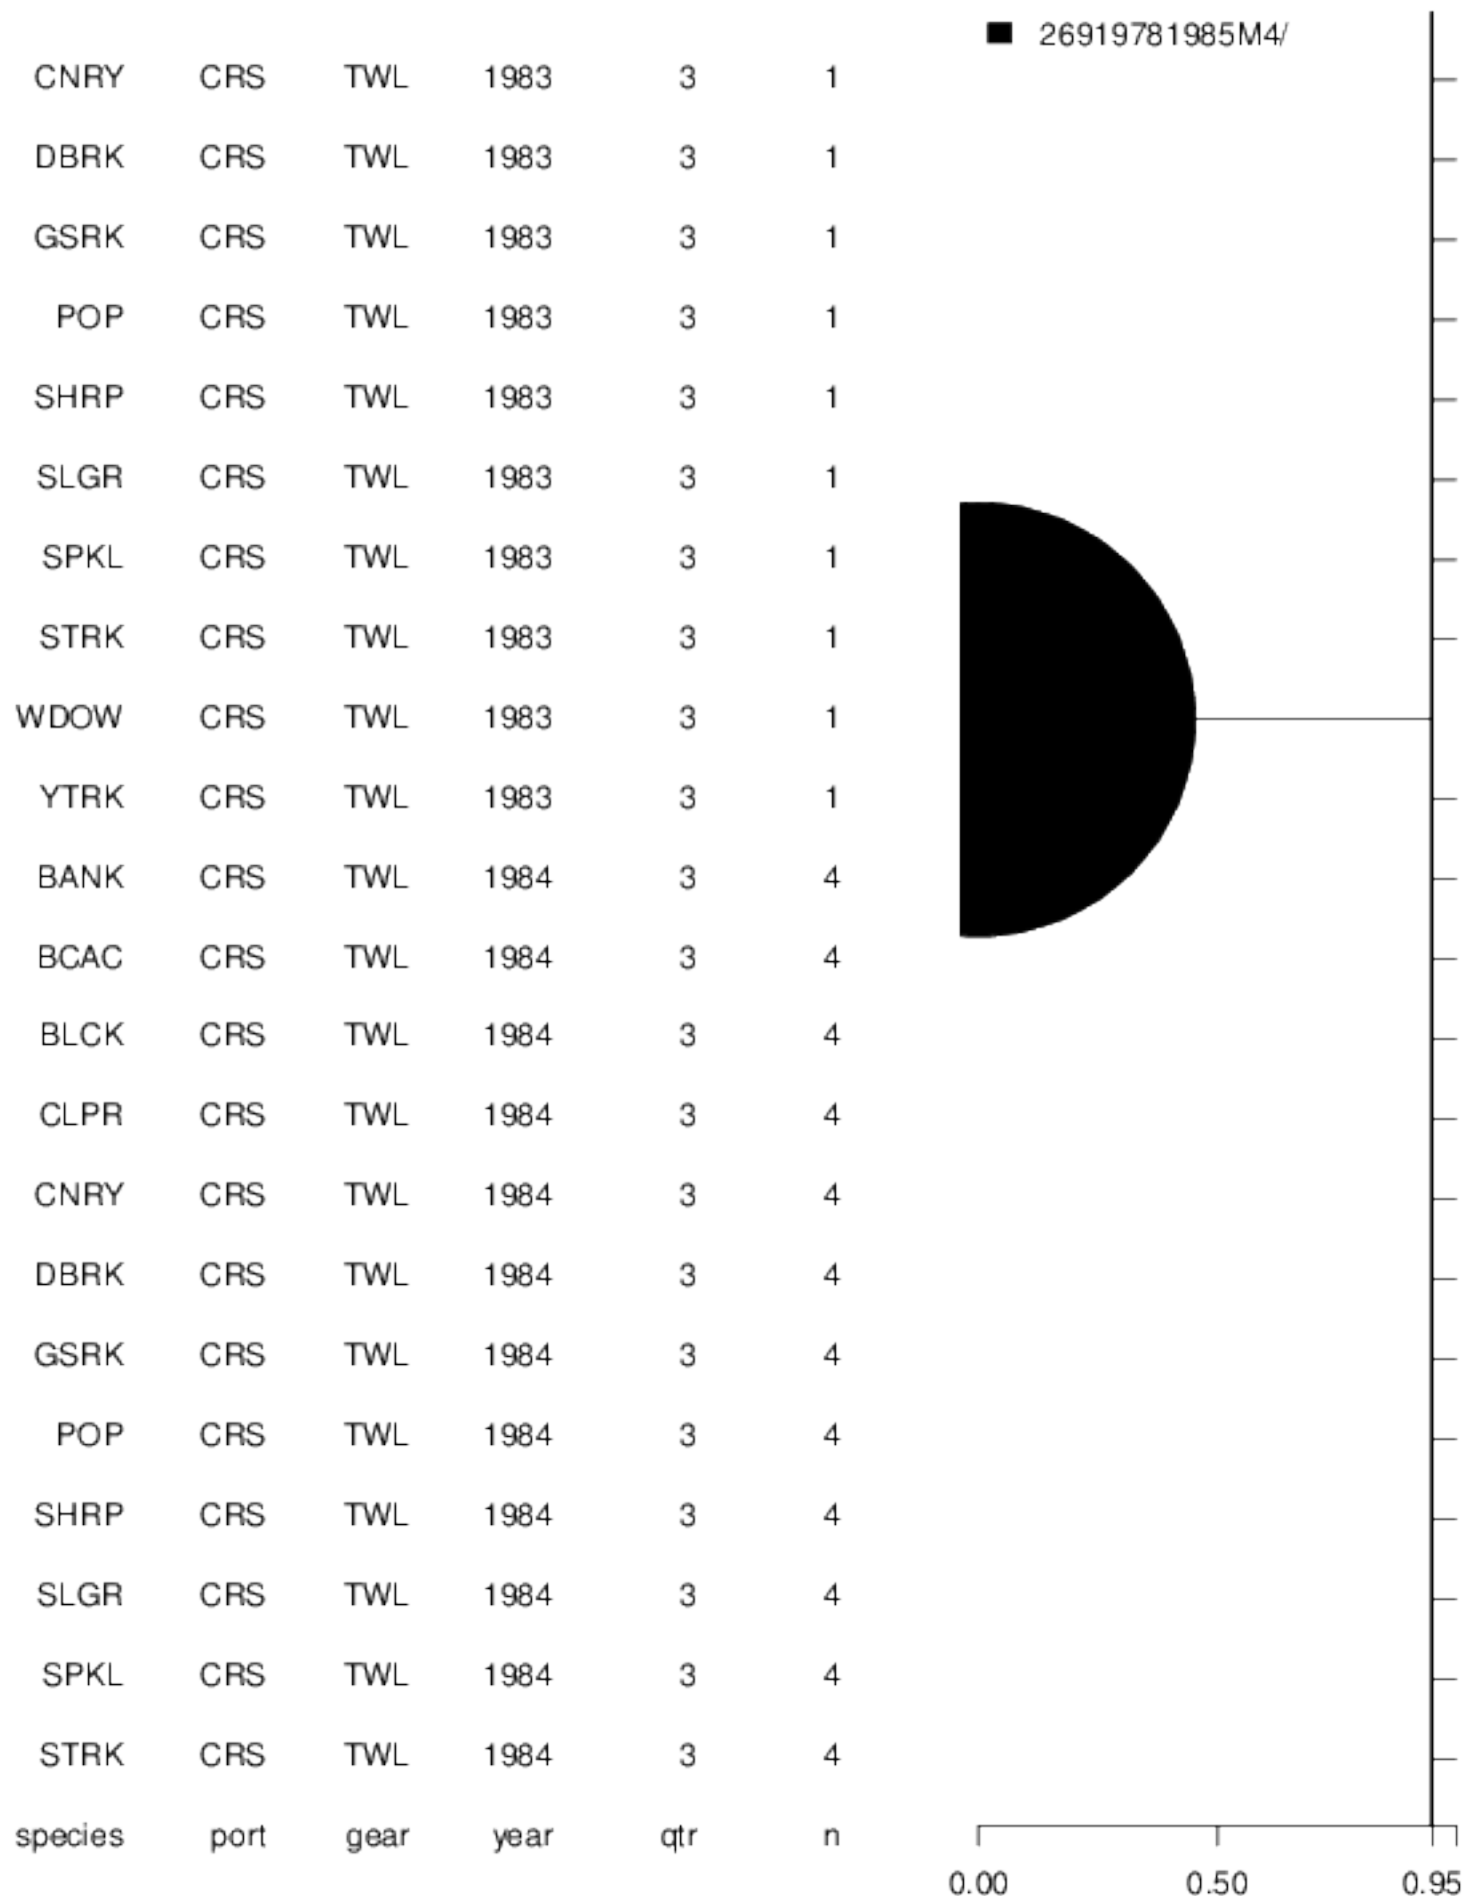 26919781985M4/
CNRY CRS TWL 1983 3 1
DBRK CRS TWL 1983 3 1
GSRK CRS TWL 1983 3 1
POP CRS TWL 1983 3 1
SHRP CRS TWL 1983 3 1
SLGR CRS TWL 1983 3 1
SPKL CRS TWL 1983 3 1
STRK CRS TWL 1983 3 1
WDOW CRS TWL 1983 3 1
YTRK CRS TWL 1983 3 1
BANK CRS TWL 1984 3 4
BCAC CRS TWL 1984 3 4
BLCK CRS TWL 1984 3 4
CLPR CRS TWL 1984 3 4
CNRY CRS TWL 1984 3 4
DBRK CRS TWL 1984 3 4
GSRK CRS TWL 1984 3 4
POP CRS TWL 1984 3 4
SHRP CRS TWL 1984 3 4
SLGR CRS TWL 1984 3 4
SPKL CRS TWL 1984 3 4
STRK CRS TWL 1984 3 4
species port gear year qtr n
0.00 0.50 0.95